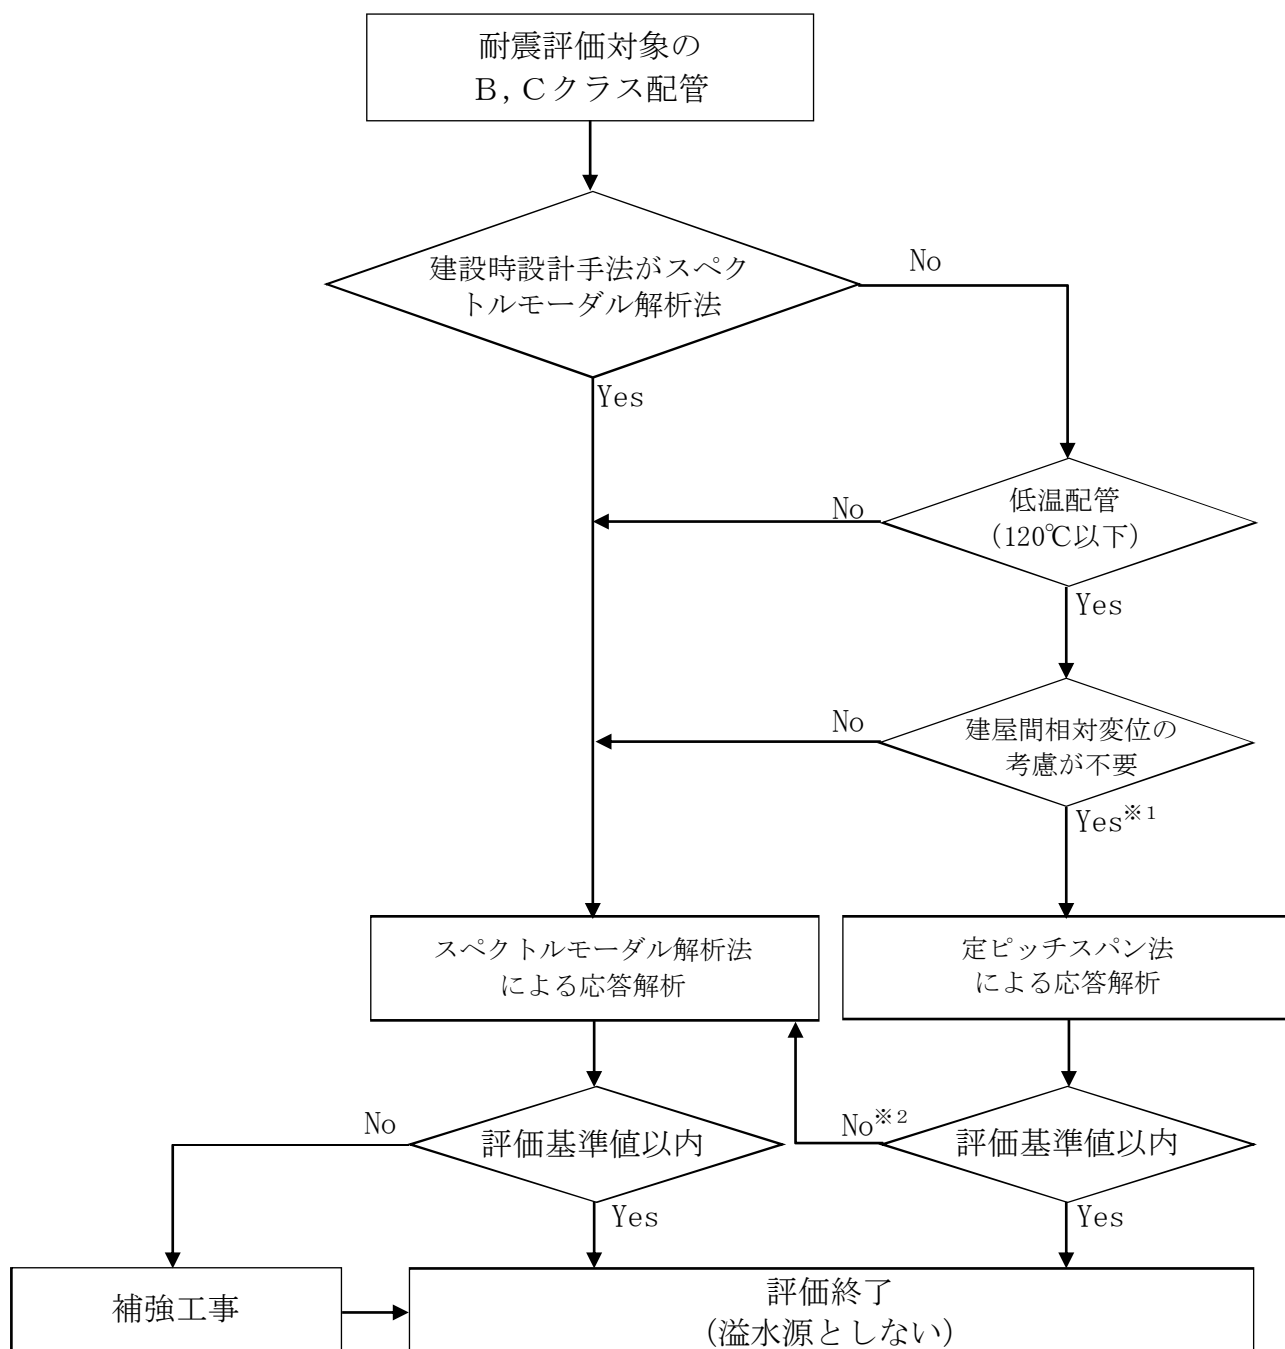 耐震評価対象の
B,Cクラス配管
建設時設計手法がスペク
トルモーダル解析法
No
Yes
低温配管
(120℃以下)
No
Yes
建屋間相対変位の
考慮が不要
No
Yes※1
スペクトルモーダル解析法
による応答解析
定ピッチスパン法
による応答解析
評価基準値以内
No
Yes
評価基準値以内
No※2
Yes
補強工事
評価終了
(溢水源としない)